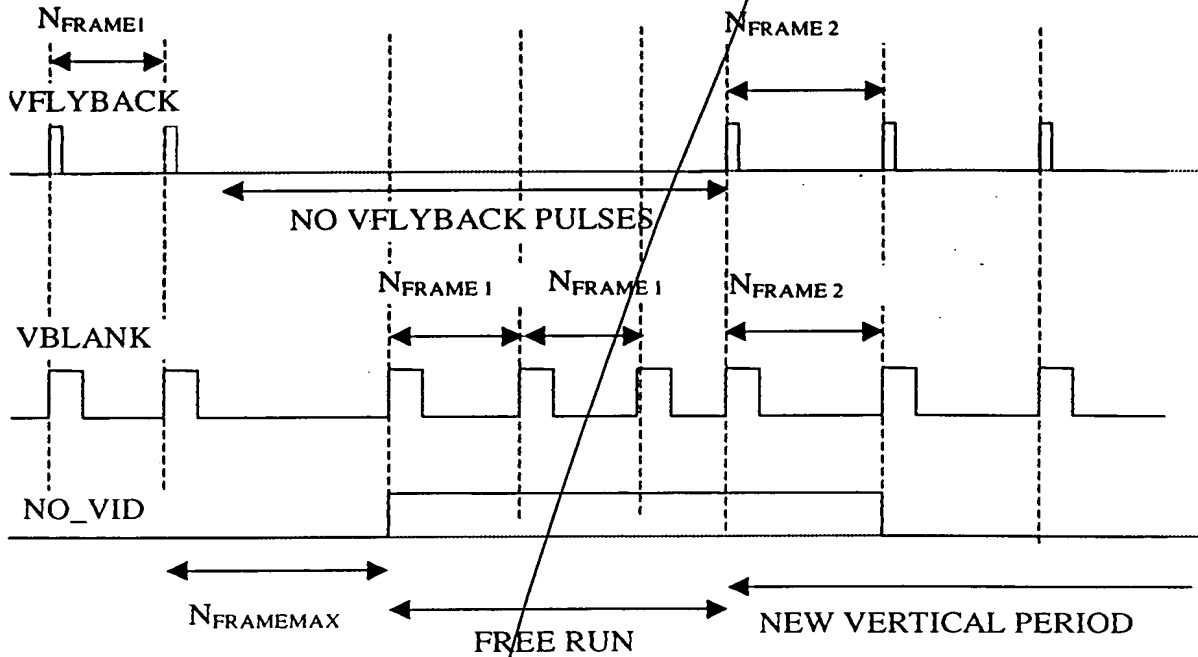 NFRAME1
NFRAME 2
VFLYBACK
NO VFLYBACK PULSES
NFRAME 1
NFRAME 1
NFRAME 2
VBLANK
NO_VID
NFRAMEMAX
FREE RUN
NEW VERTICAL PERIOD